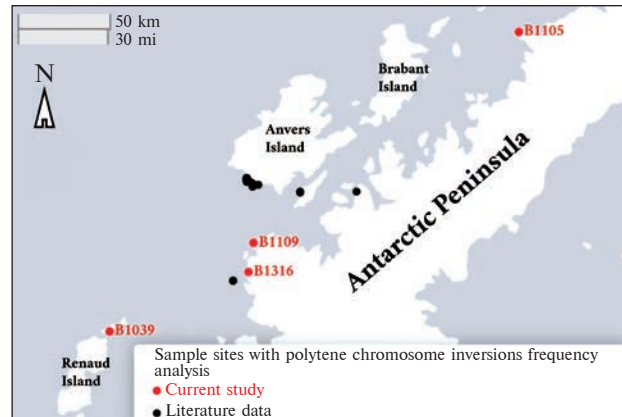 50 km
30 mi
N
B1105
Brabant
Island
Anvers
Island
Antarctic Peninsula
B1109
B1316
B1039
Renaud
Island
Sample sites with polytene chromosome inversions frequency
analysis
Current study
Literature data